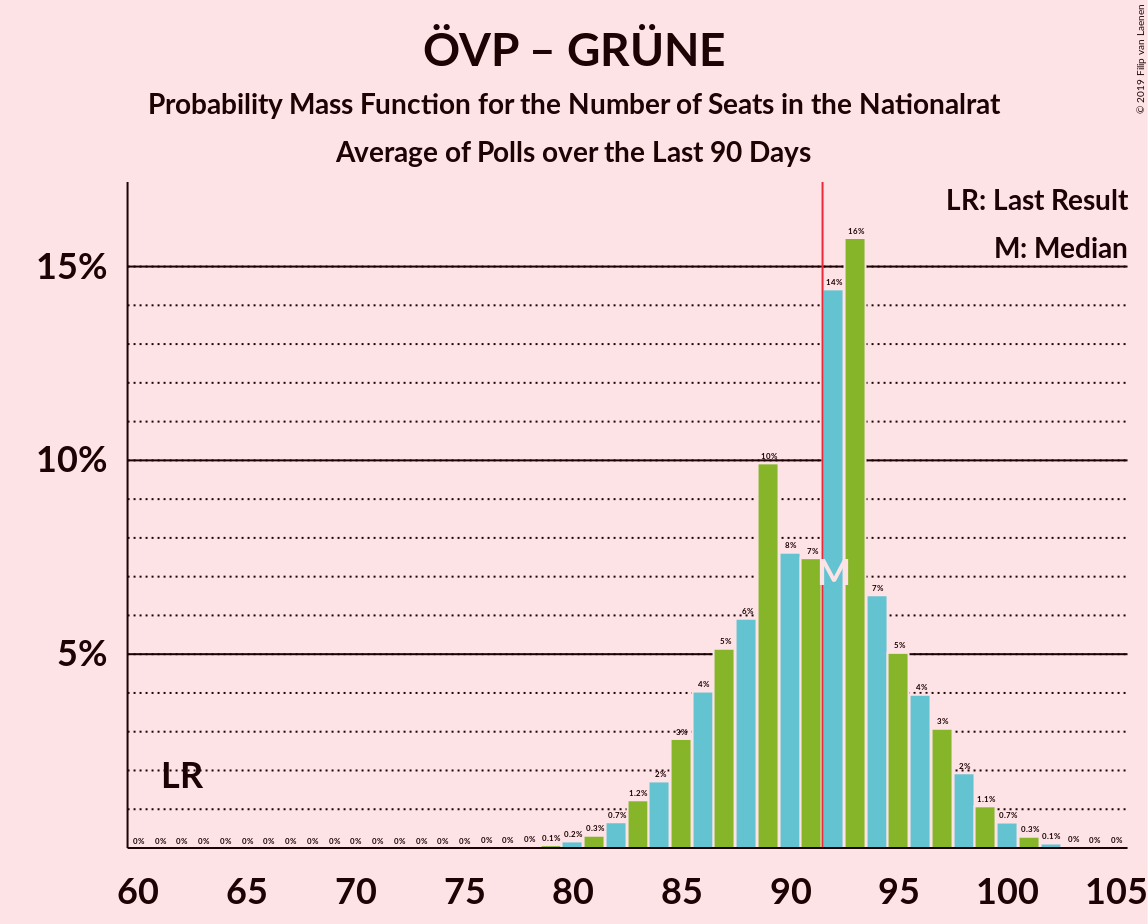 ÖVP – GRÜNE
Probability Mass Function for the Number of Seats in the Nationalrat
Average of Polls over the Last 90 Days
© 2019 Filip van Laenen
LR: Last Result
M: Median
15%
10%
5%
LR
M
0% 0% 0% 0% 0% 0% 0% 0% 0% 0% 0% 0% 0% 0% 0% 0% 0% 0% 0% 0.1% 0.2% 0.3% 0.7% 1.2% 2% 3% 4% 5% 6% 10% 8% 7% 14% 16% 7% 5% 4% 3% 2% 1.1% 0.7% 0.3% 0.1% 0% 0% 0%
60 65 70 75 80 85 90 95 100 105